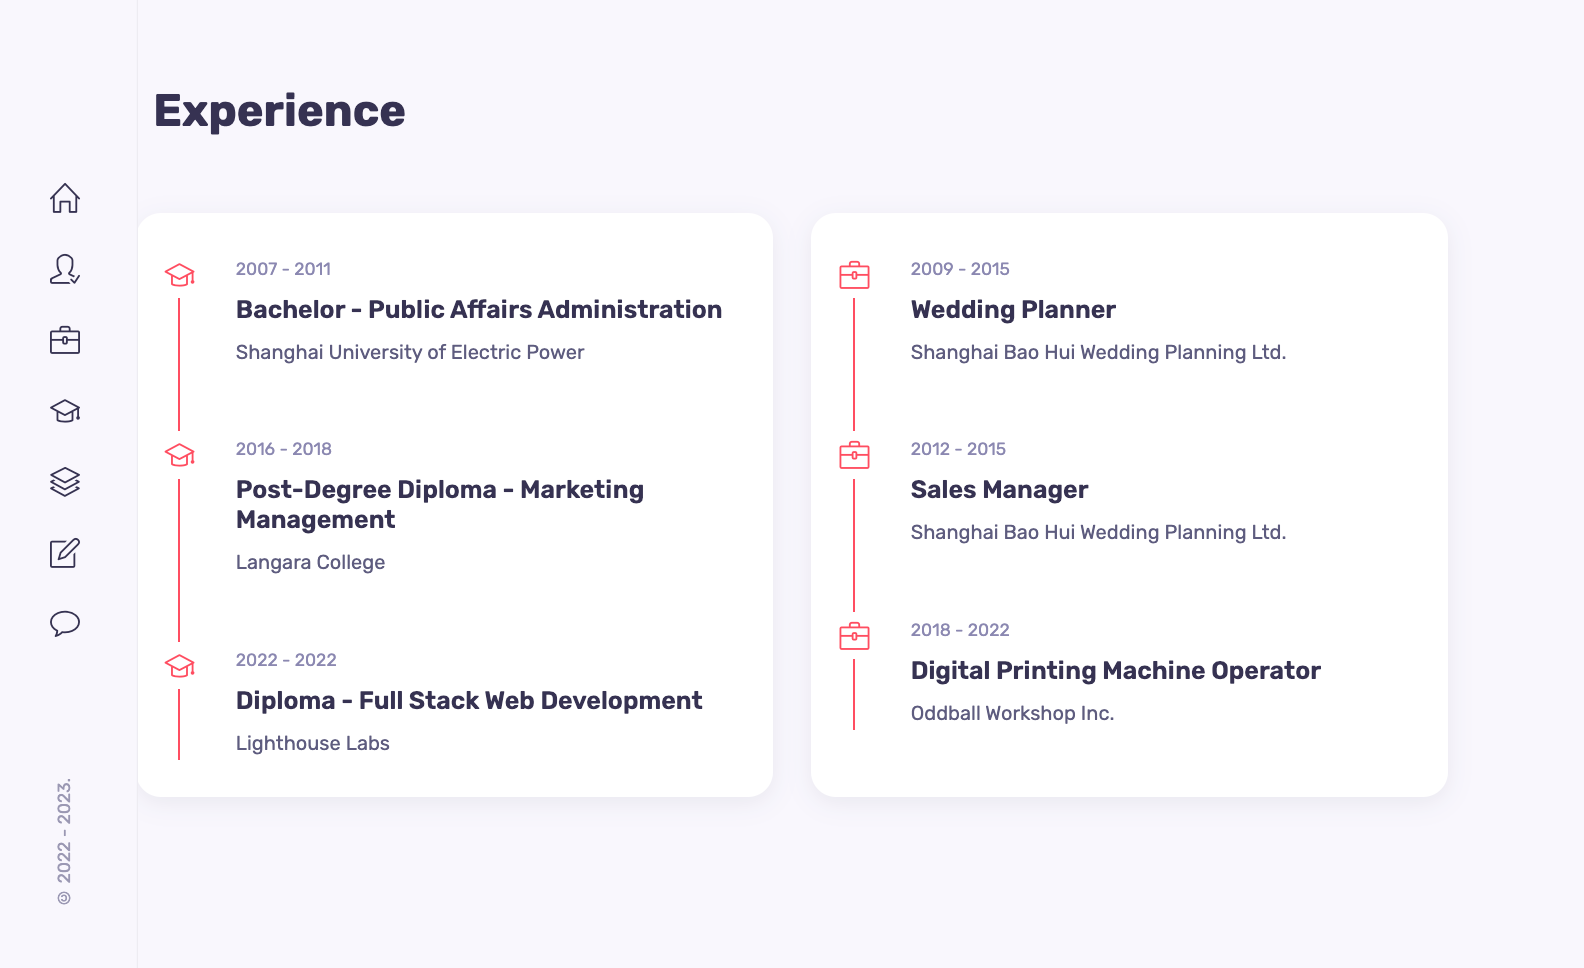 Experience
2007 - 2011
Bachelor - Public Affairs Administration
Shanghai University of Electric Power
2016 - 2018
Post-Degree Diploma - Marketing
Management
Langara College
2022 - 2022
Diploma - Full Stack Web Development
Lighthouse Labs
2009 - 2015
Wedding Planner
Shanghai Bao Hui Wedding Planning Ltd.
2012 - 2015
Sales Manager
Shanghai Bao Hui Wedding Planning Ltd.
2018 - 2022
Digital Printing Machine Operator
Oddball Workshop Inc.
© 2022 - 2023.